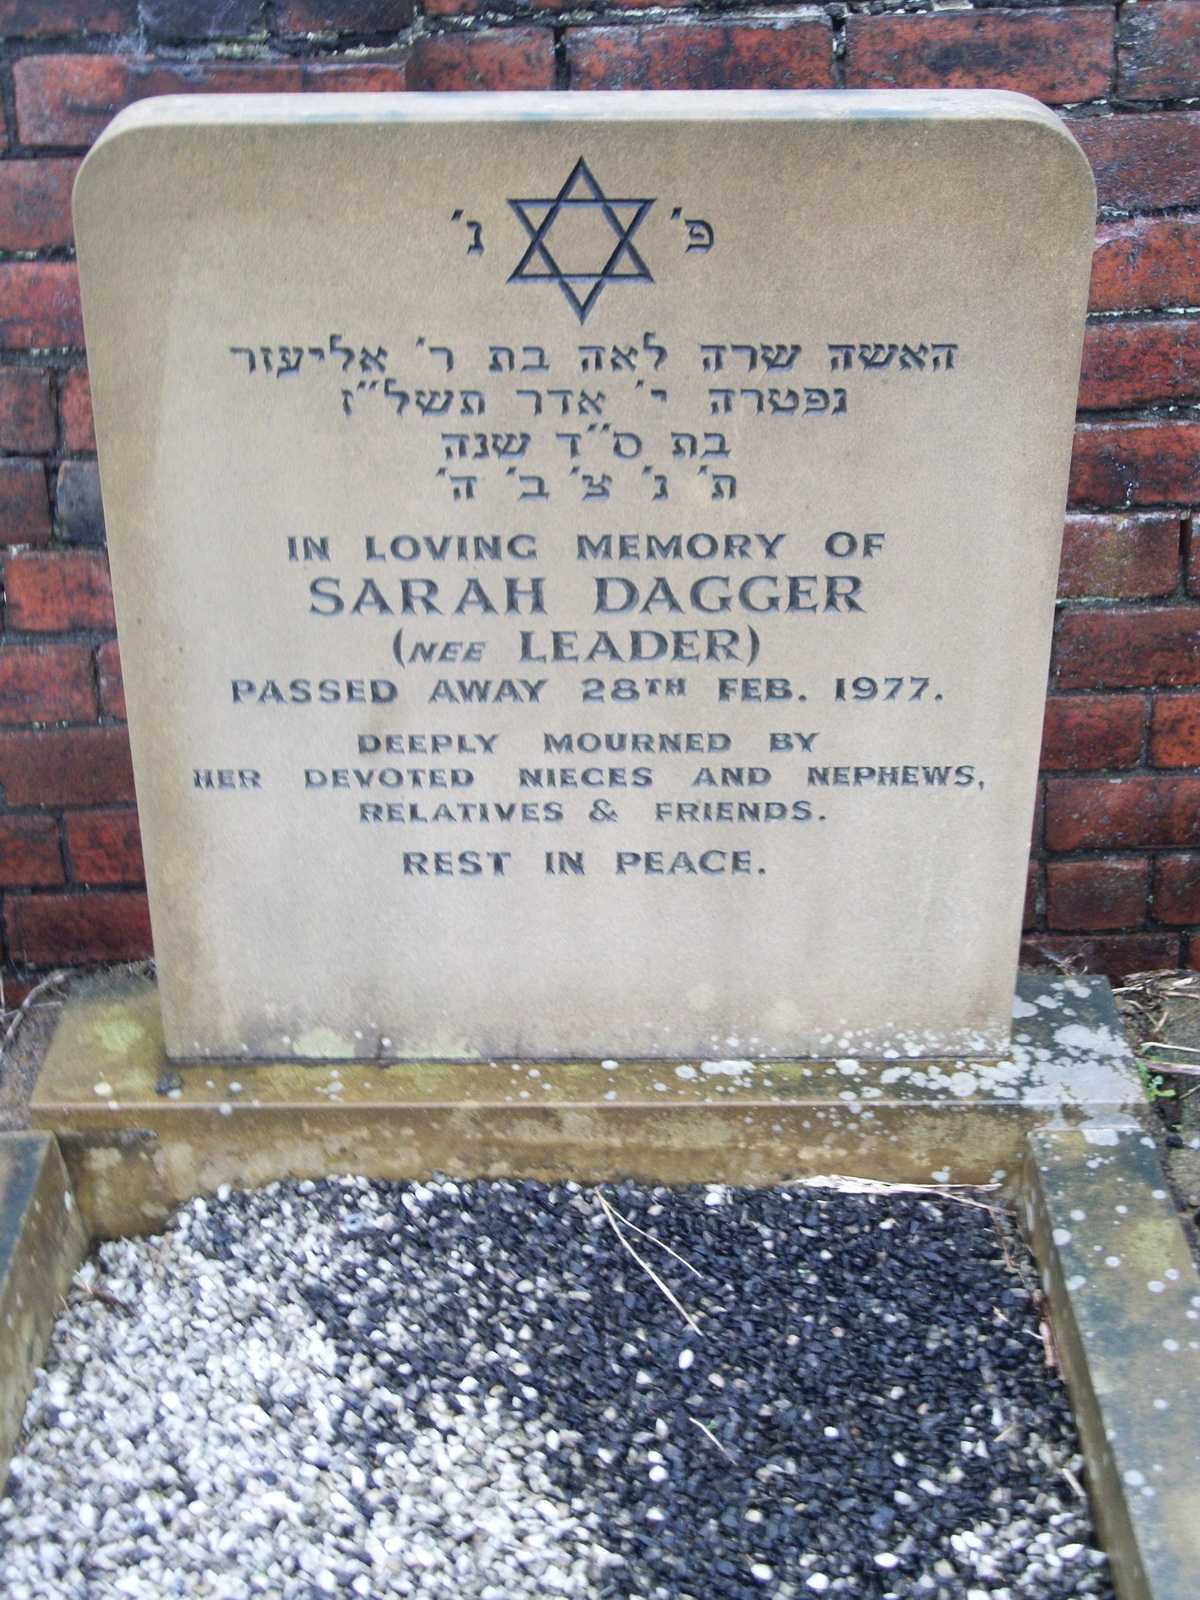 פ׳ נ׳
האשה שרה לאה בת ר׳ אליעזר
נפטרה י׳ אדר תשל״ז
בת ס״ד שנה
ת׳ נ׳ צ׳ ב׳ ה׳
IN LOVING MEMORY OF
SARAH DAGGER
(NEE LEADER)
PASSED AWAY 28TH FEB. 1977.
DEEPLY MOURNED BY
HER DEVOTED NIECES AND NEPHEWS,
RELATIVES & FRIENDS.
REST IN PEACE.